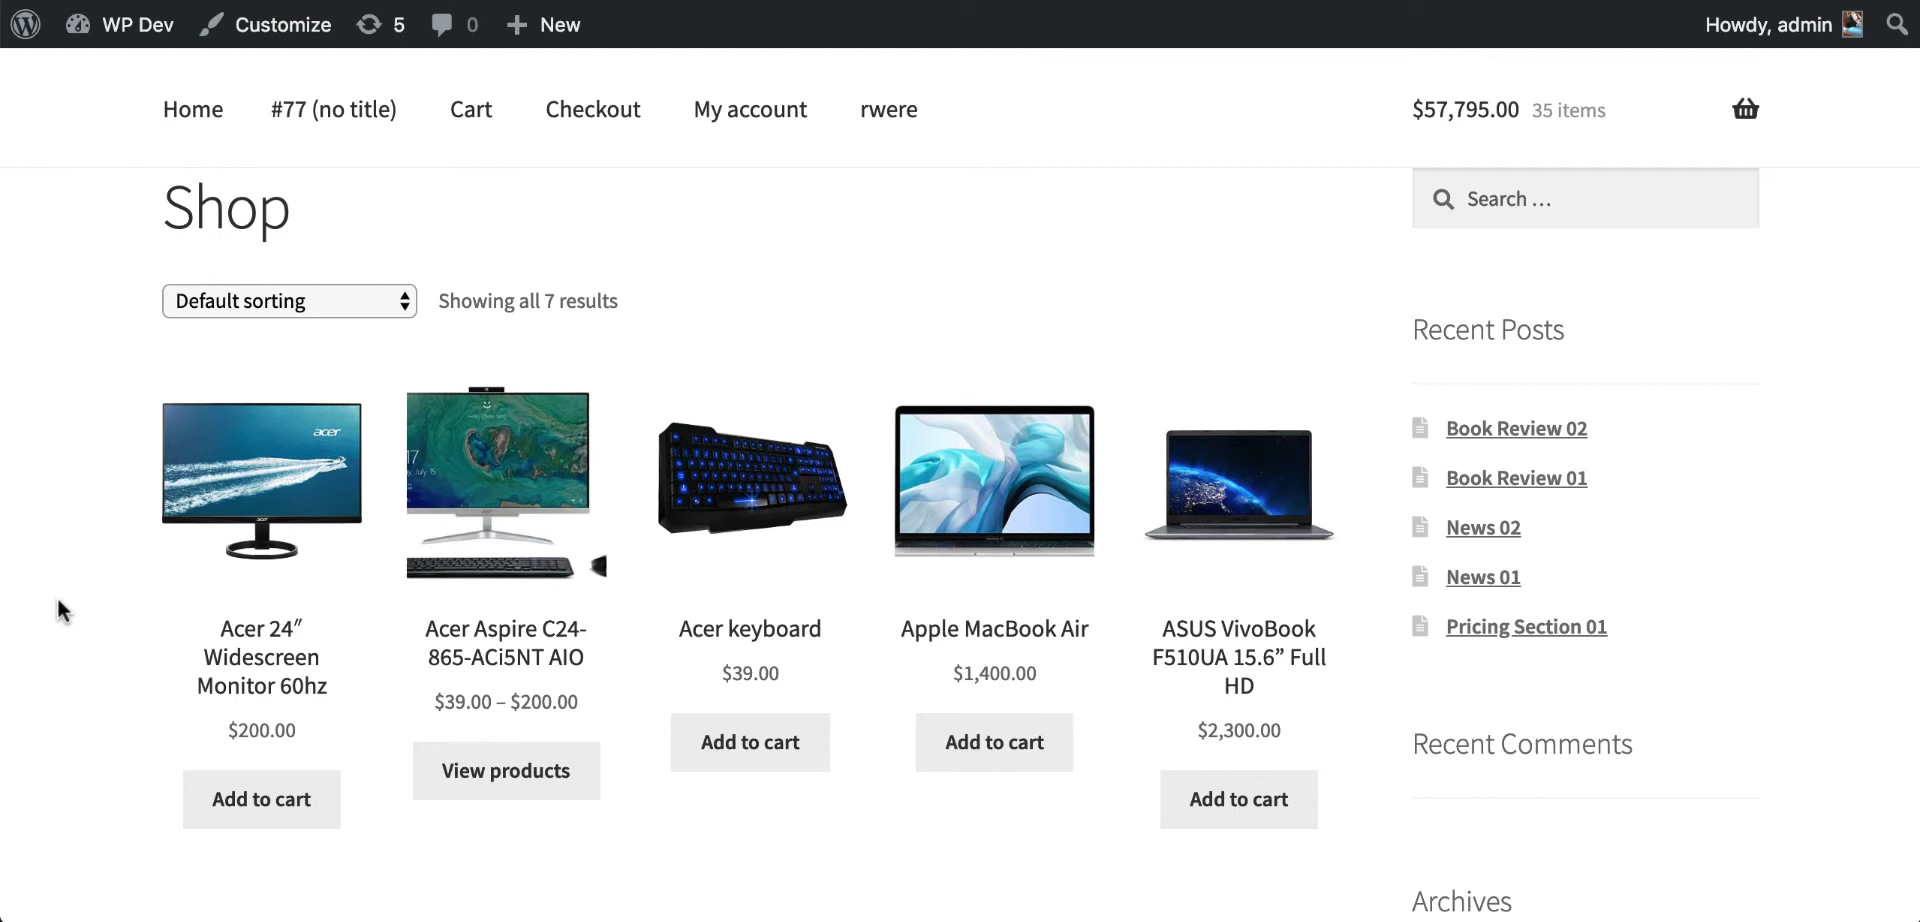 WP Dev Customize 5 0 New Howdy, admin
Home #77 (no title) Cart Checkout My account rwere $57,795.00 35 items
Shop
Search …
Default sorting Showing all 7 results
Recent Posts
Book Review 02
Book Review 01
News 02
News 01
Pricing Section 01
acer
Acer 24″
Widescreen
Monitor 60hz
$200.00
Add to cart
Acer Aspire C24-
865-ACi5NT AIO
$39.00 – $200.00
View products
Acer keyboard
$39.00
Add to cart
Apple MacBook Air
$1,400.00
Add to cart
ASUS VivoBook
F510UA 15.6” Full
HD
$2,300.00
Add to cart
Recent Comments
Archives